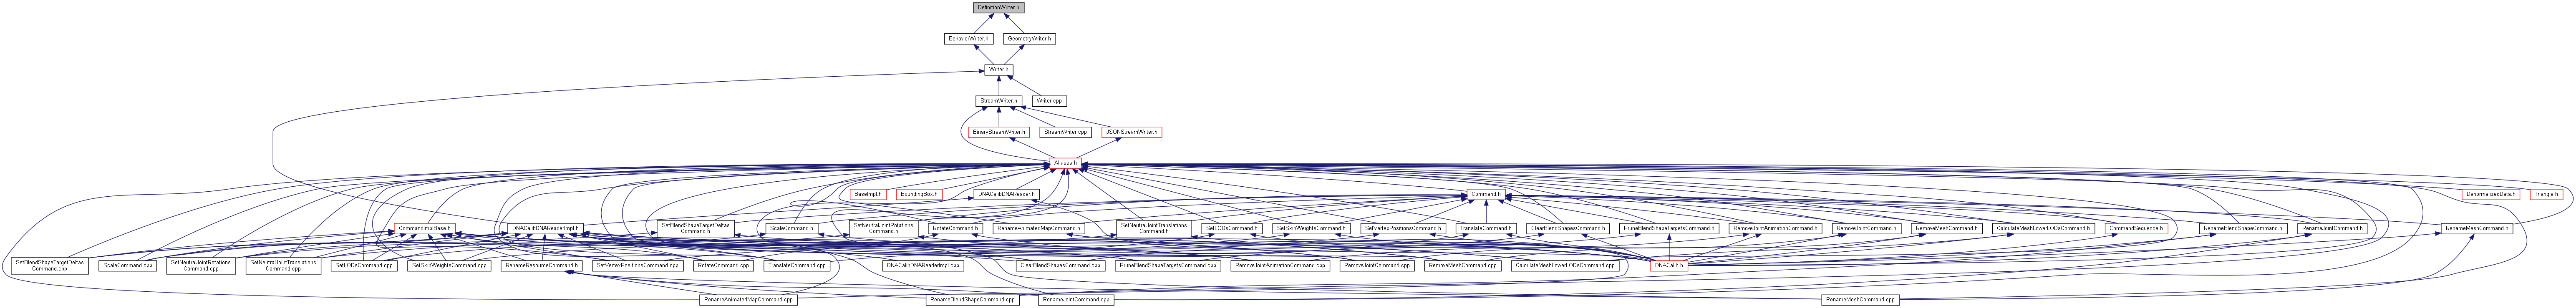 DefinitionWriter.h
BehaviorWriter.h
GeometryWriter.h
Writer.h
StreamWriter.h
Writer.cpp
BinaryStreamWriter.h
StreamWriter.cpp
JSONStreamWriter.h
Aliases.h
BaseImpl.h
BoundingBox.h
DNACalibDNAReader.h
Command.h
DenormalizedData.h
Triangle.h
CommandImplBase.h
DNACalibDNAReaderImpl.h
SetBlendShapeTargetDeltas
Command.h
ScaleCommand.h
SetNeutralJointRotations
Command.h
RotateCommand.h
RenameAnimatedMapCommand.h
SetNeutralJointTranslations
Command.h
SetLODsCommand.h
SetSkinWeightsCommand.h
SetVertexPositionsCommand.h
TranslateCommand.h
ClearBlendShapesCommand.h
PruneBlendShapeTargetsCommand.h
RemoveJointAnimationCommand.h
RemoveJointCommand.h
RemoveMeshCommand.h
CalculateMeshLowerLODsCommand.h
CommandSequence.h
RenameBlendShapeCommand.h
RenameJointCommand.h
RenameMeshCommand.h
SetBlendShapeTargetDeltas
Command.cpp
ScaleCommand.cpp
SetNeutralJointRotations
Command.cpp
SetNeutralJointTranslations
Command.cpp
SetLODsCommand.cpp
SetSkinWeightsCommand.cpp
RenameResourceCommand.h
SetVertexPositionsCommand.cpp
RotateCommand.cpp
TranslateCommand.cpp
DNACalibDNAReaderImpl.cpp
ClearBlendShapesCommand.cpp
PruneBlendShapeTargetsCommand.cpp
RemoveJointAnimationCommand.cpp
RemoveJointCommand.cpp
RemoveMeshCommand.cpp
CalculateMeshLowerLODsCommand.cpp
DNACalib.h
RenameAnimatedMapCommand.cpp
RenameBlendShapeCommand.cpp
RenameJointCommand.cpp
RenameMeshCommand.cpp